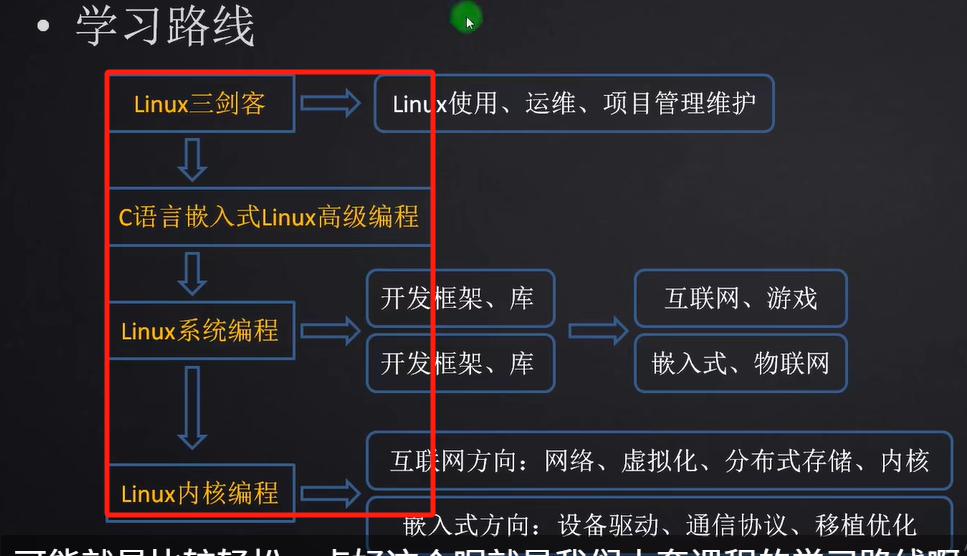 • 学习路线
Linux三剑客
Linux使用、运维、项目管理维护
C语言嵌入式Linux高级编程
Linux系统编程
开发框架、库
互联网、游戏
开发框架、库
嵌入式、物联网
Linux内核编程
互联网方向：网络、虚拟化、分布式存储、内核
嵌入式方向：设备驱动、通信协议、移植优化